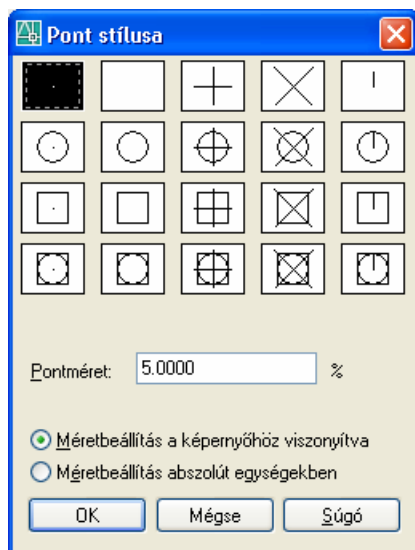 Pont stílusa
Pontméret: 5.0000 %
Méretbeállítás a képernyőhöz viszonyítva
Méretbeállítás abszolút egységekben
OK Mégse Súgó